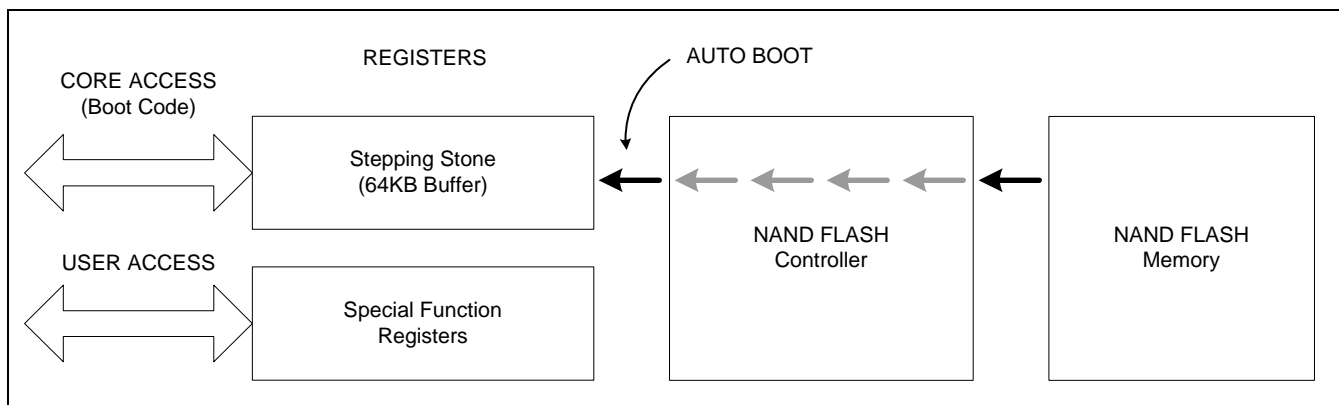 REGISTERS
AUTO BOOT
CORE ACCESS
(Boot Code)
Stepping Stone
(64KB Buffer)
NAND FLASH
Controller
NAND FLASH
Memory
USER ACCESS
Special Function
Registers